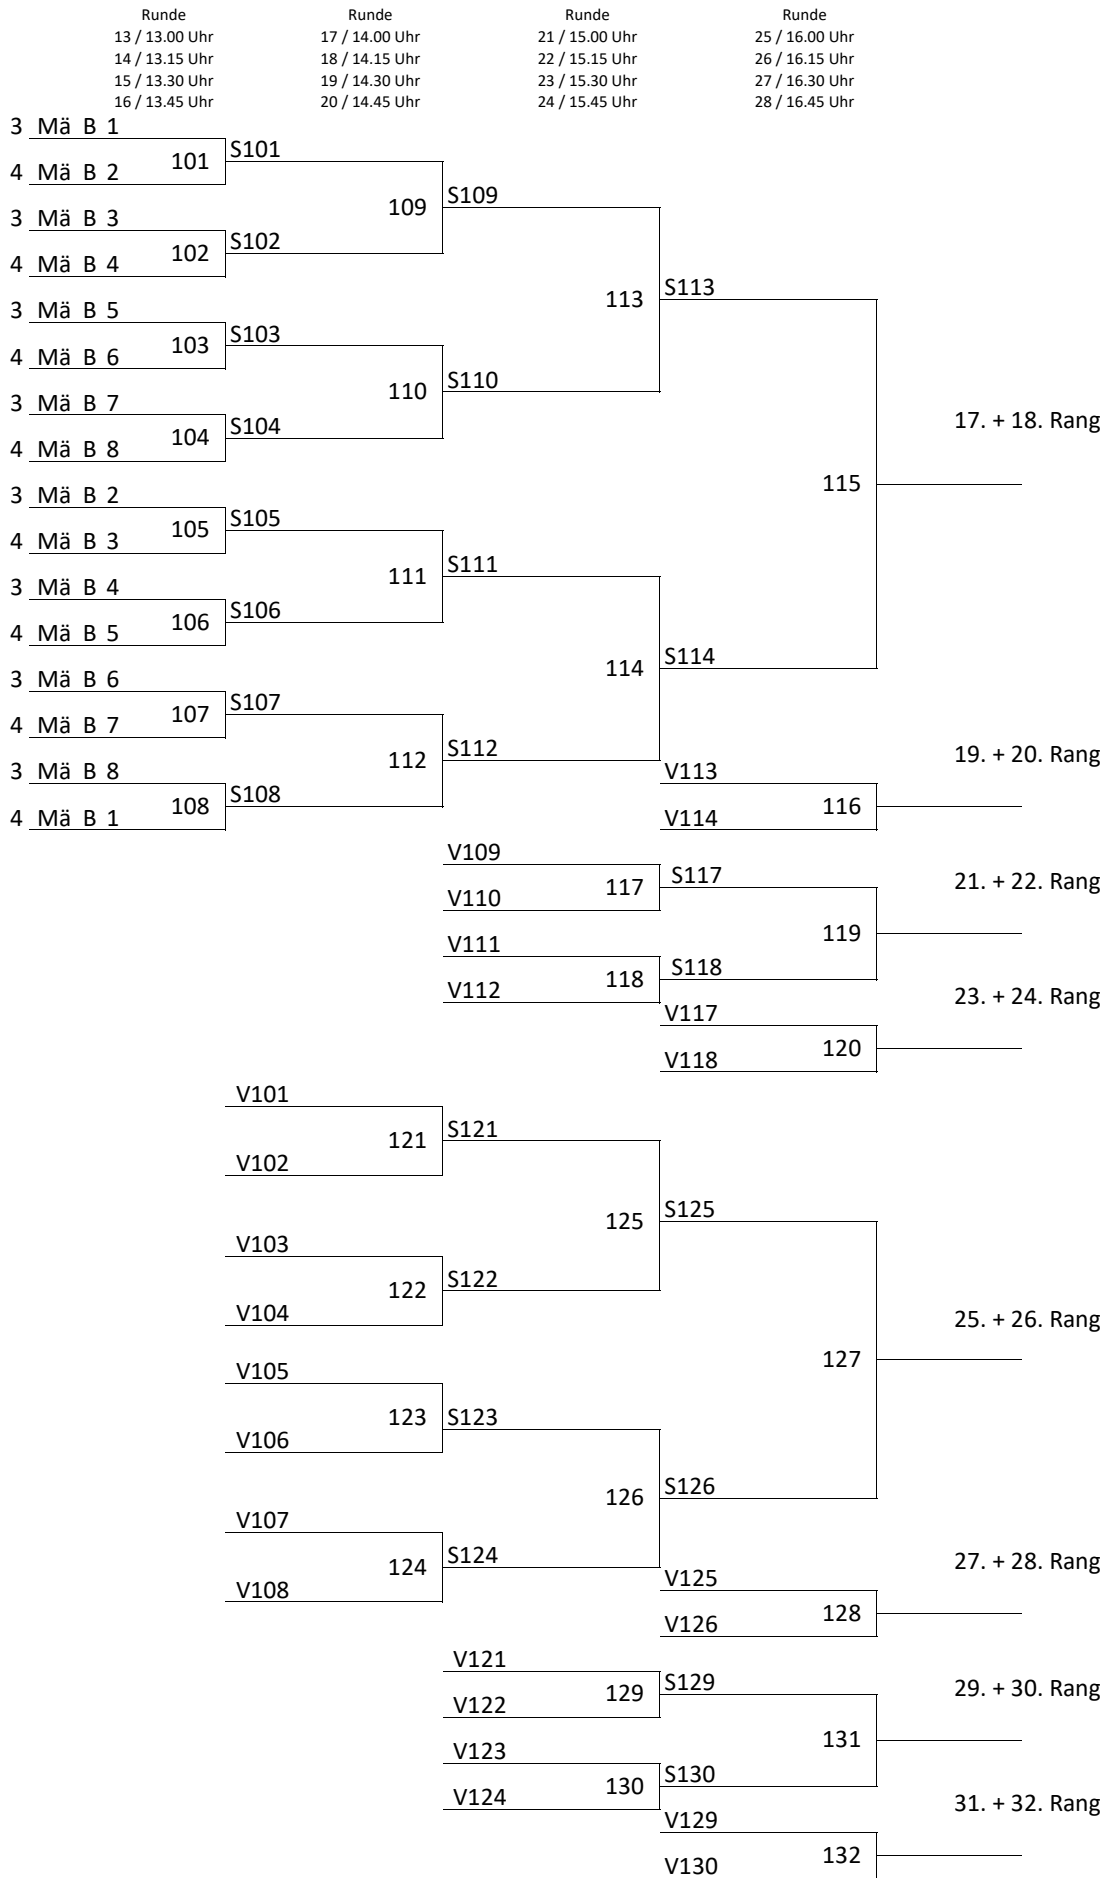 Runde Runde Runde Runde
13 / 13.00 Uhr 17 / 14.00 Uhr 21 / 15.00 Uhr 25 / 16.00 Uhr
14 / 13.15 Uhr 18 / 14.15 Uhr 22 / 15.15 Uhr 26 / 16.15 Uhr
15 / 13.30 Uhr 19 / 14.30 Uhr 23 / 15.30 Uhr 27 / 16.30 Uhr
16 / 13.45 Uhr 20 / 14.45 Uhr 24 / 15.45 Uhr 28 / 16.45 Uhr
3 Mä B 1
101 S101
4 Mä B 2
109 S109
3 Mä B 3
102 S102
4 Mä B 4
113 S113
3 Mä B 5
103 S103
4 Mä B 6
110 S110
3 Mä B 7
17. + 18. Rang
104 S104
4 Mä B 8
115
3 Mä B 2
105 S105
4 Mä B 3
111 S111
3 Mä B 4
106 S106
4 Mä B 5
114 S114
3 Mä B 6
107 S107
4 Mä B 7
112 S112
19. + 20. Rang
3 Mä B 8
V113
108 S108
116
4 Mä B 1
V114
V109
117 S117
21. + 22. Rang
V110
119
V111
118 S118
V112
23. + 24. Rang
V117
120
V118
V101
121 S121
V102
125 S125
V103
122 S122
V104
25. + 26. Rang
127
V105
123 S123
V106
126 S126
V107
124 S124
27. + 28. Rang
V108
V125
128
V126
V121
129 S129
29. + 30. Rang
V122
131
V123
130 S130
V124
31. + 32. Rang
V129
132
V130